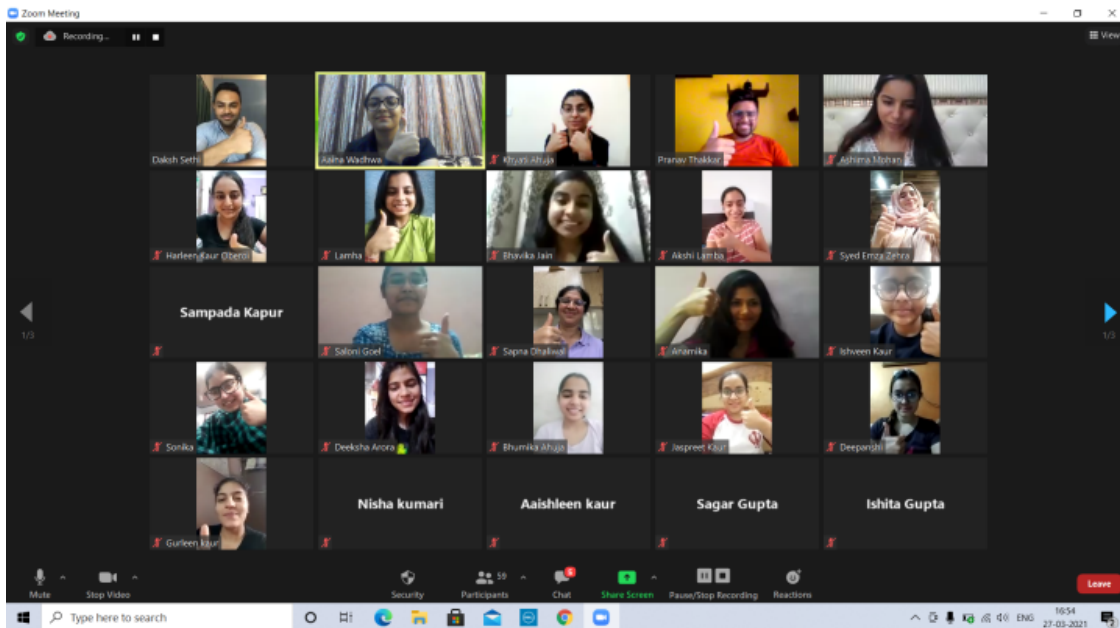 Zoom Meeting
Recording...
View
Daksh Sethi
Aaina Wadhwa
Khyati Ahuja
Pranav Thakkar
Ashima Mohan
Harleen Kaur Oberoi
Lamha
Bhavika Jain
Akshi Lamba
Syed Emza Zehra
Sampada Kapur
Saloni Goel
Sapna Dhaliwal
Anamika
Ishveen Kaur
1/3
1/3
Sonika
Deeksha Arora
Bhumika Ahuja
Jaspreet Kaur
Deepanshi
Gurleen kaur
Nisha kumari
Aaishleen kaur
Sagar Gupta
Ishita Gupta
Mute
Stop Video
Security
59
Participants
Chat
Share Screen
Pause/Stop Recording
Reactions
Leave
Type here to search
ENG
16:54
27-03-2021